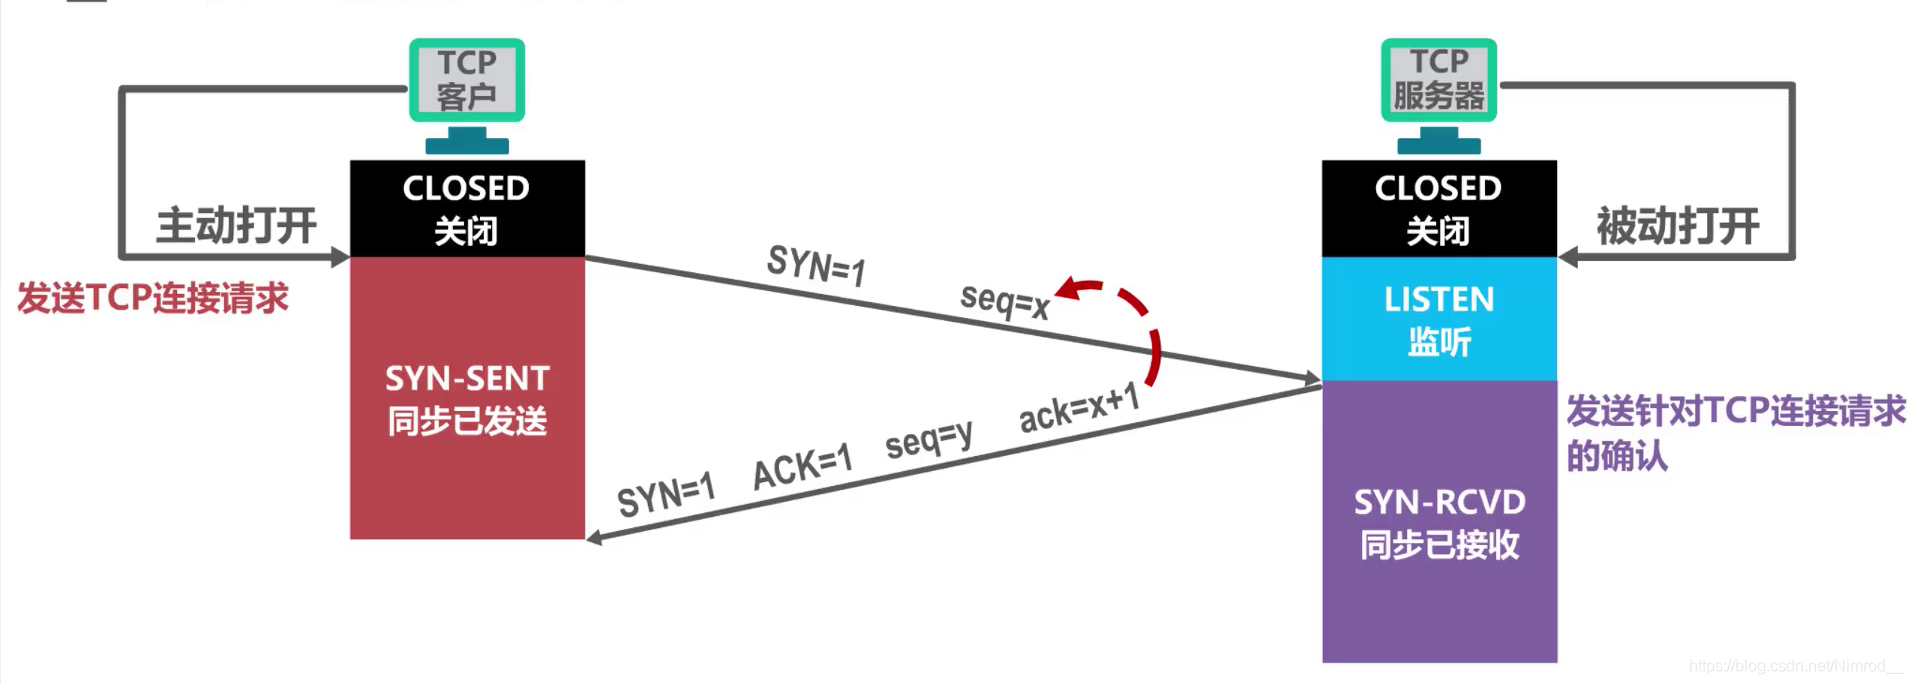 TCP
客户
TCP
服务器
CLOSED
关闭
CLOSED
关闭
主动打开
被动打开
发送TCP连接请求
SYN=1
seq=x
LISTEN
监听
SYN-SENT
同步已发送
SYN=1 ACK=1 seq=y ack=x+1
发送针对TCP连接请求
的确认
SYN-RCVD
同步已接收
https://blog.csdn.net/Nimrod__